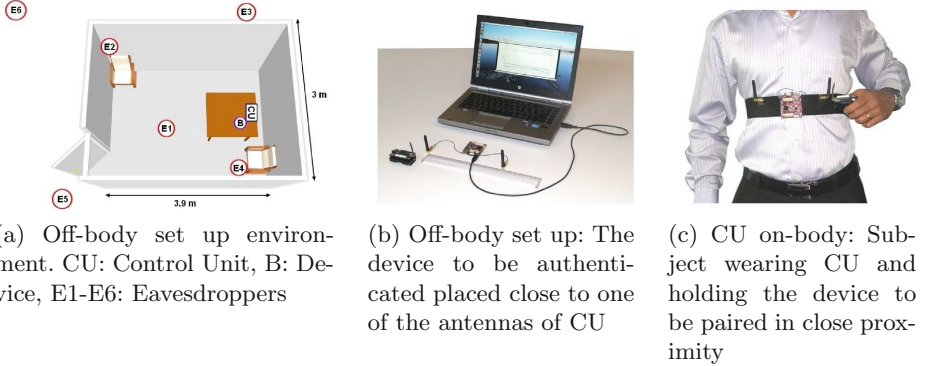 E6
E3
E2
CU
B
E1
3 m
E4
3.9 m
E5
(a) Off-body set up environ-
ment. CU: Control Unit, B: De-
vice, E1-E6: Eavesdroppers
(b) Off-body set up: The
device to be authenti-
cated placed close to one
of the antennas of CU
(c) CU on-body: Sub-
ject wearing CU and
holding the device to
be paired in close prox-
imity